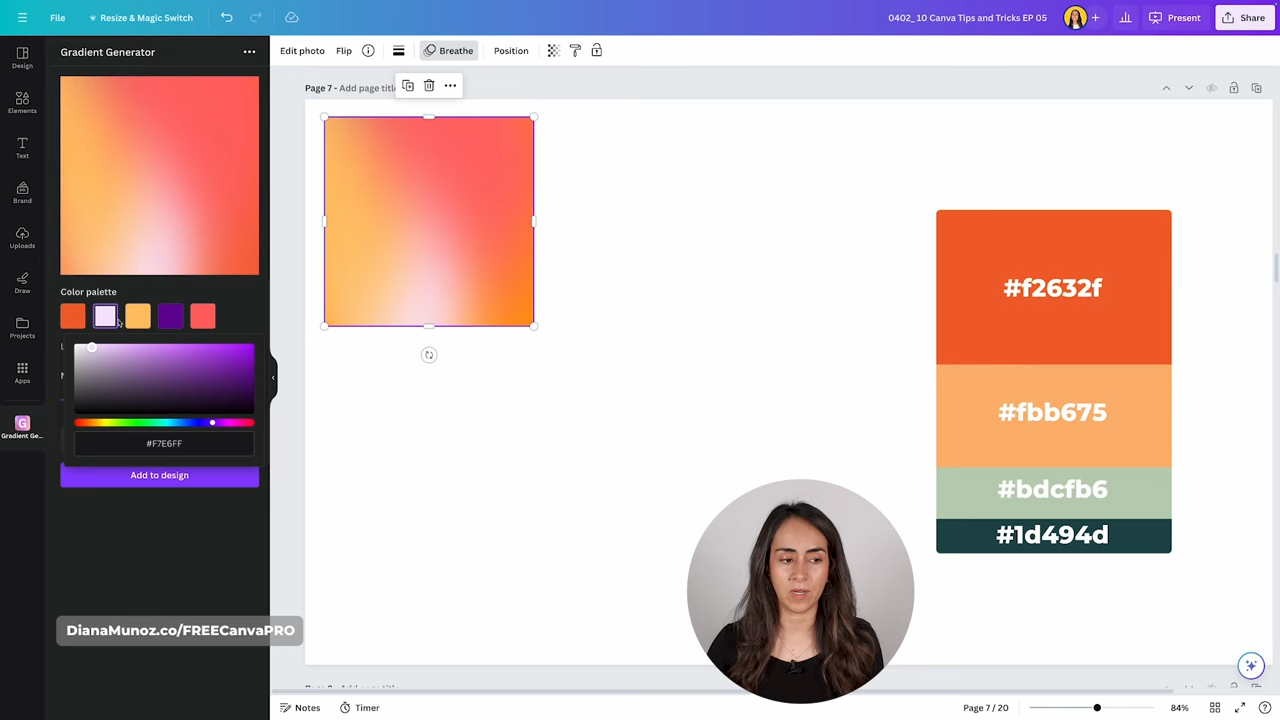 File
Resize & Magic Switch
0402_ 10 Canva Tips and Tricks EP 05
Present
Share
Design
Elements
Text
Brand
Uploads
Draw
Projects
Apps
Gradient Ge...
Gradient Generator
Color palette
#F7E6FF
Add to design
DianaMunoz.co/FREECanvaPRO
Edit photo
Flip
Breathe
Position
Page 7 - Add page title
#f2632f
#fbb675
#bdcfb6
#1d494d
Notes
Timer
Page 7 / 20
84%